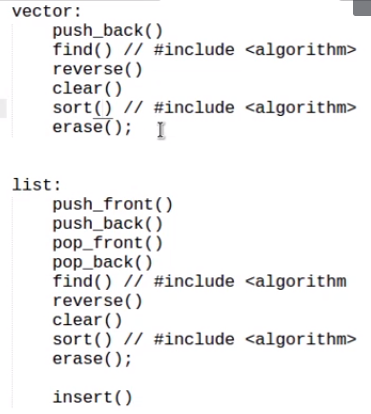 vector:
push_back()
find() // #include <algorithm>
reverse()
clear()
sort() // #include <algorithm>
erase();
list:
push_front()
push_back()
pop_front()
pop_back()
find() // #include <algorithm
reverse()
clear()
sort() // #include <algorithm>
erase();
insert()